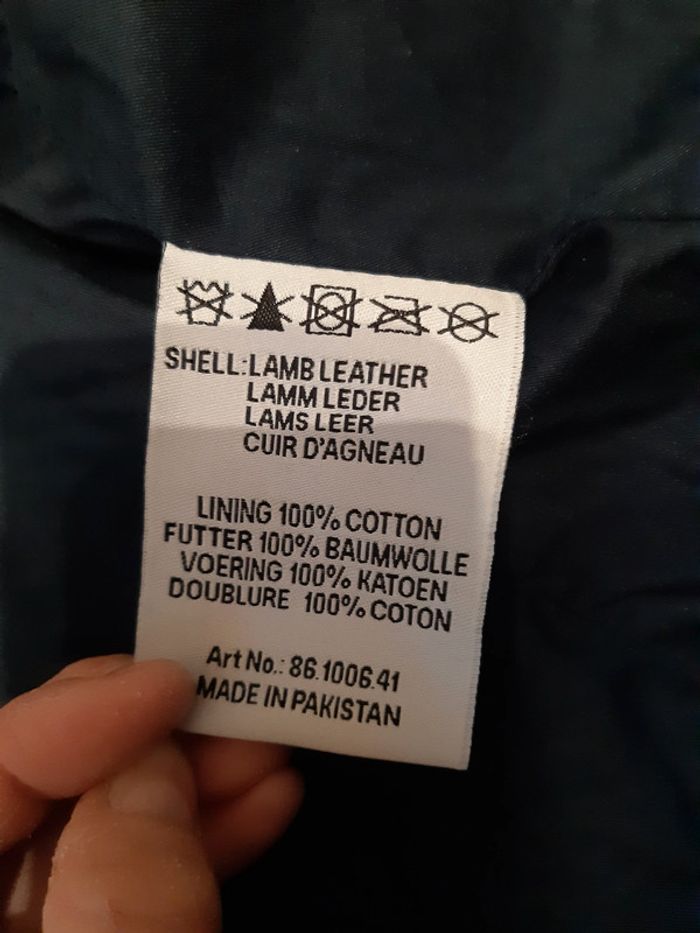 SHELL:LAMB LEATHER
LAMM LEDER
LAMS LEER
CUIR D'AGNEAU
LINING 100% COTTON
FUTTER 100% BAUMWOLLE
VOERING 100% KATOEN
DOUBLURE 100% COTON
Art No.: 86.1006.41
MADE IN PAKISTAN